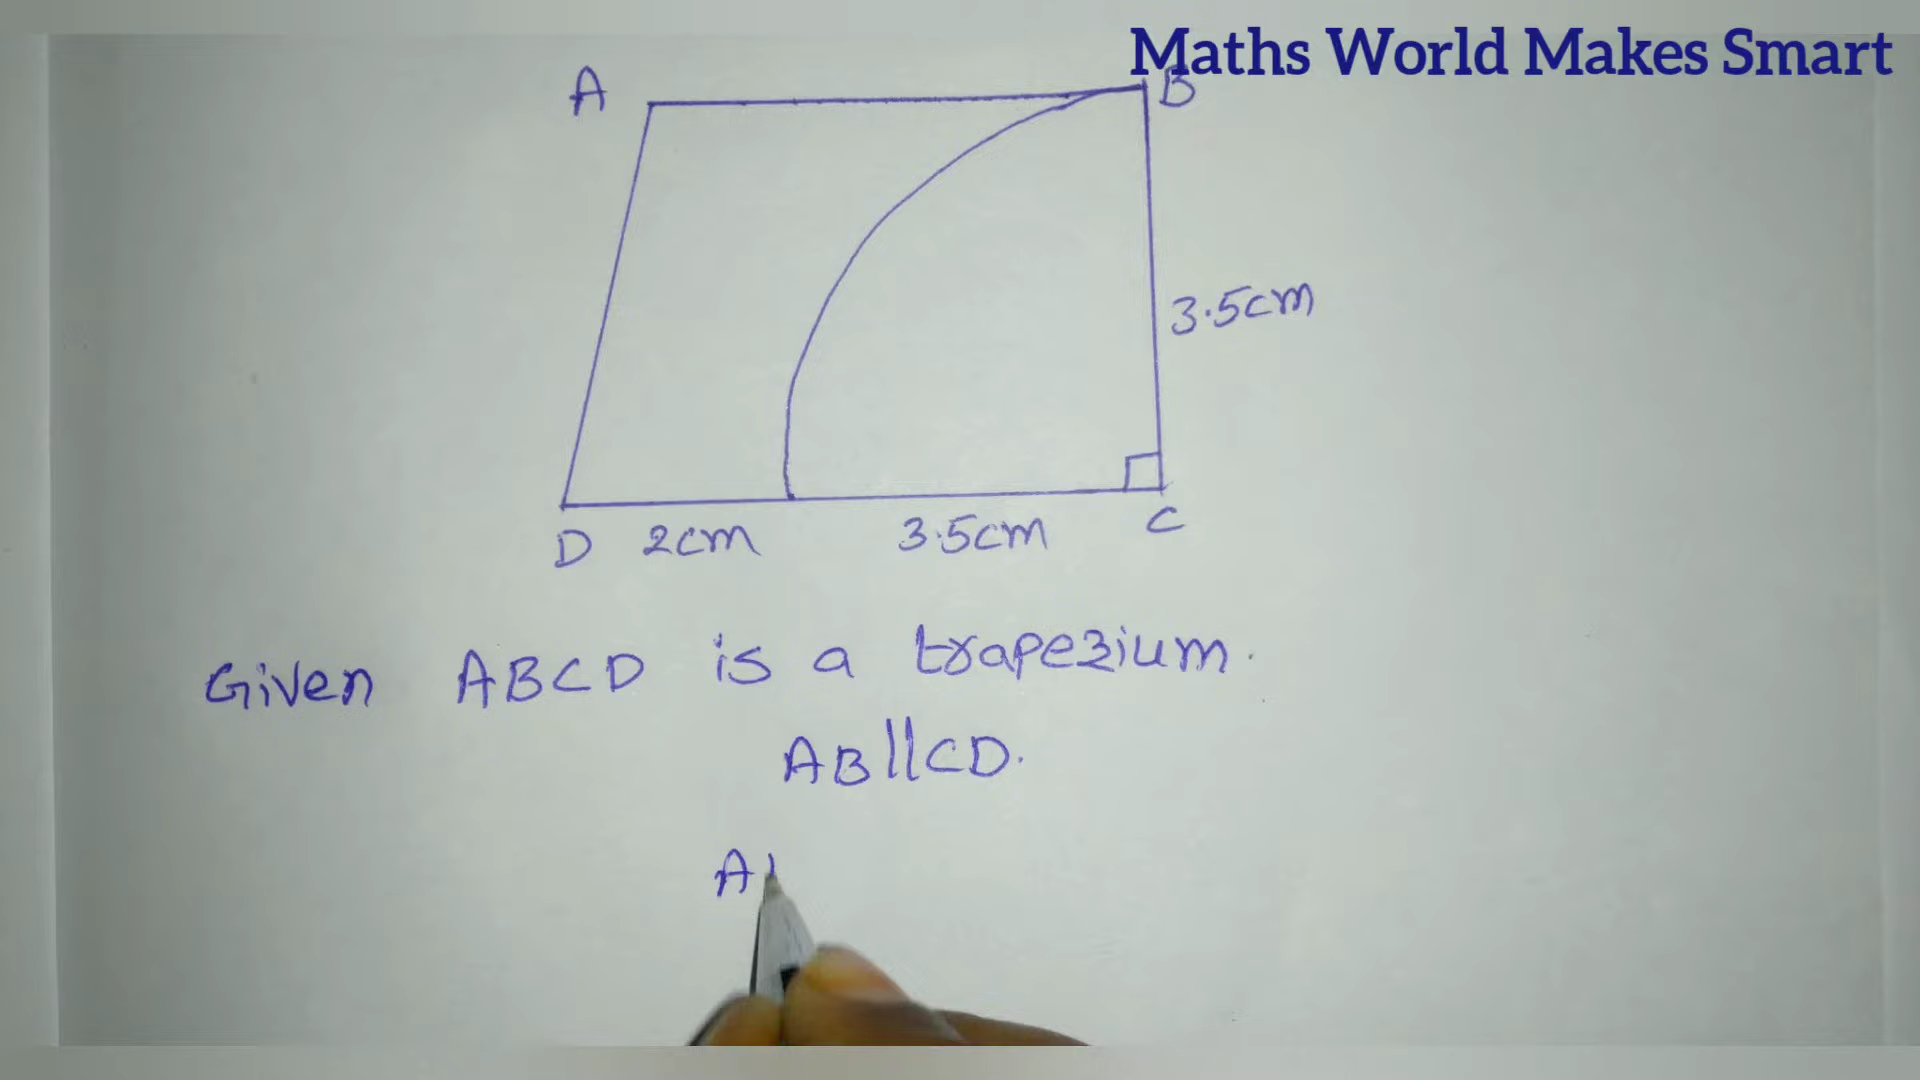 Maths World Makes Smart
A
B
3.5cm
C
D 2cm 3.5cm
Given ABCD is a trapezium.
AB||CD.
A